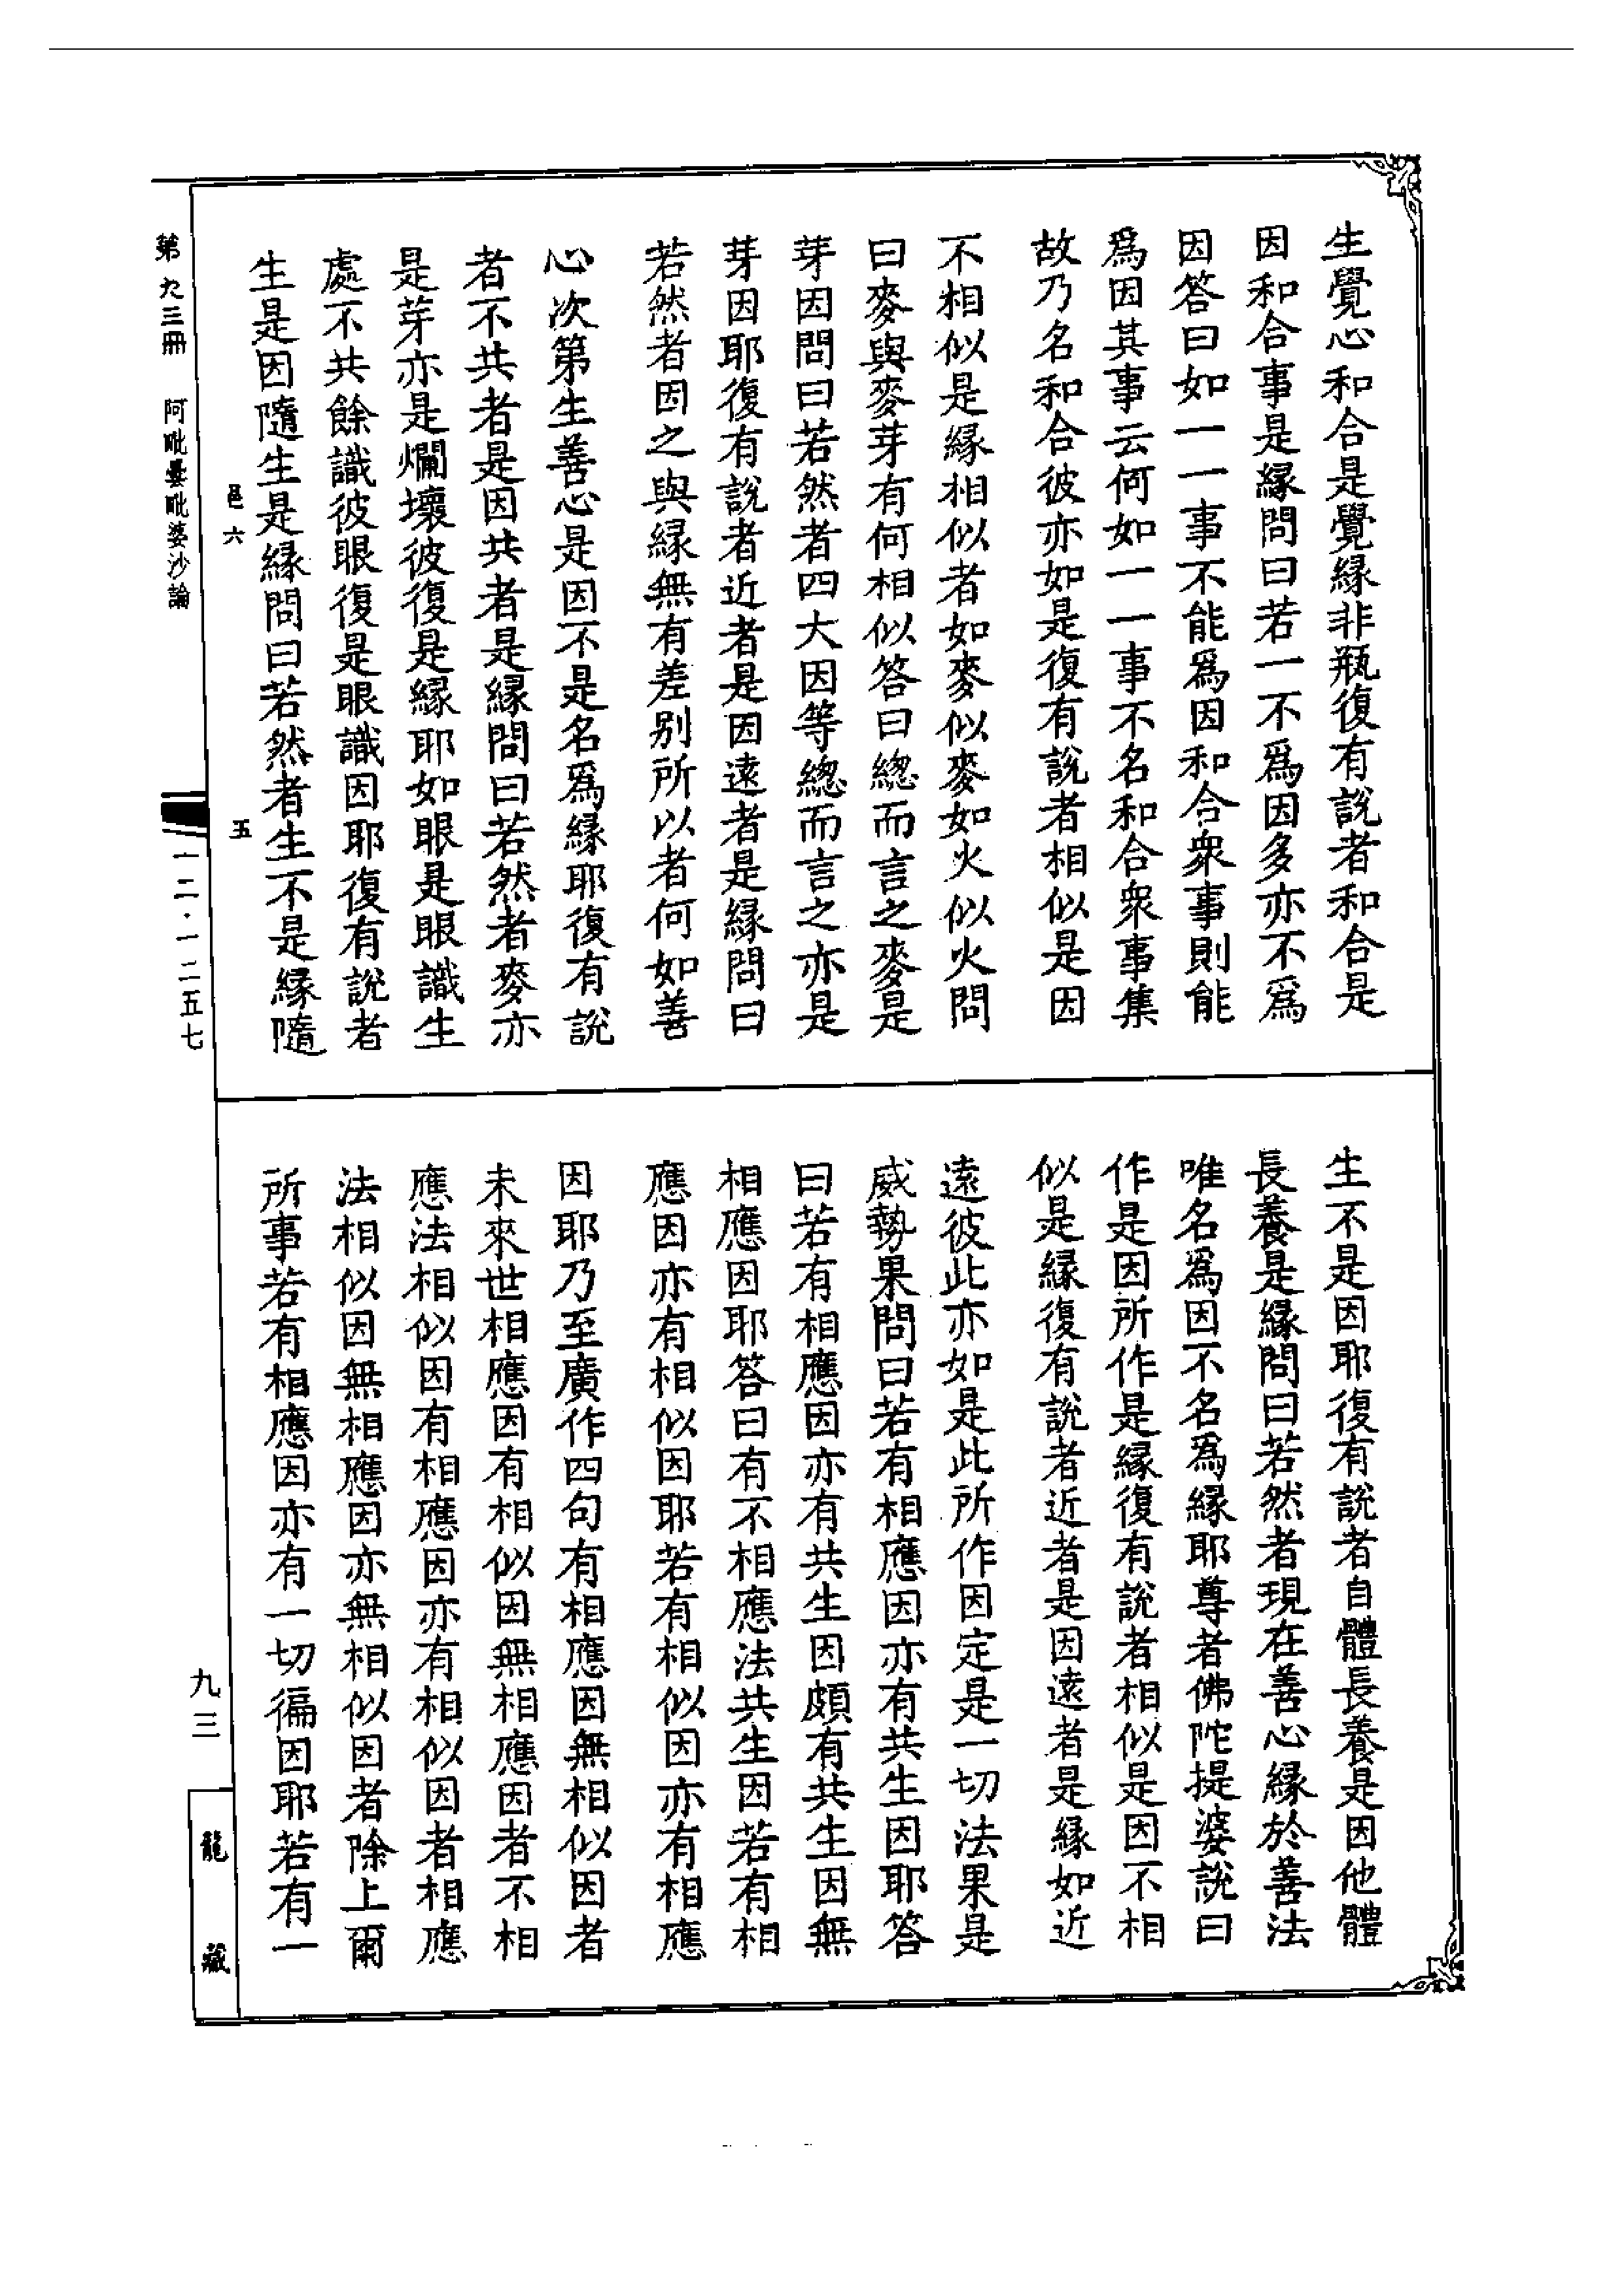 生覺心和合是覺緣非瓶復有說者和合是
因和合事是緣問曰若一不爲因多亦不爲
因答曰如一一事不能爲因和合衆事則能
爲因其事云何如一一事不名和合衆事集
故乃名和合彼亦如是復有說者相似是因
不相似是緣相似者如麥似麥如火似火問
曰麥與麥芽有何相似答曰緫而言之麥是
芽因問曰若然者四大因等緫而言之亦是
芽因耶復有說者近者是因遠者是緣問曰
若然者因之與緣無有差别所以者何如善
心次第生善心是因不是名爲緣耶復有說
者不共者是因共者是緣問曰若然者麥亦
是芽亦是爛壞彼復是緣耶如眼是眼識生
處不共餘識彼眼復是眼識因耶復有說者
生是因隨生是緣問曰若然者生不是緣隨
生不是因耶復有說者自體長養是因他體
長養是緣問曰若然者現在善心緣於善法
唯名爲因不名爲緣耶尊者佛陀提婆說曰
作是因所作是緣復有說者相似是因不相
似是緣復有說者近者是因遠者是緣如近
遠彼此亦如是此所作因定是一切法果是
威勢果問曰若有相應因亦有共生因耶答
曰若有相應因亦有共生因頗有共生因無
相應因耶答曰有不相應法共生因若有相
應因亦有相似因耶若有相似因亦有相應
因耶乃至廣作四句有相應因無相似因者
未來世相應因有相似因無相應因者不相
應法相似因有相應因亦有相似因者相應
法相似因無相應因亦無相似因者除上爾
所事若有相應因亦有一切徧因耶若有一
邑六
五
第九三冊 阿毗曇毗婆沙論
一二·一二五七
九三
龍藏